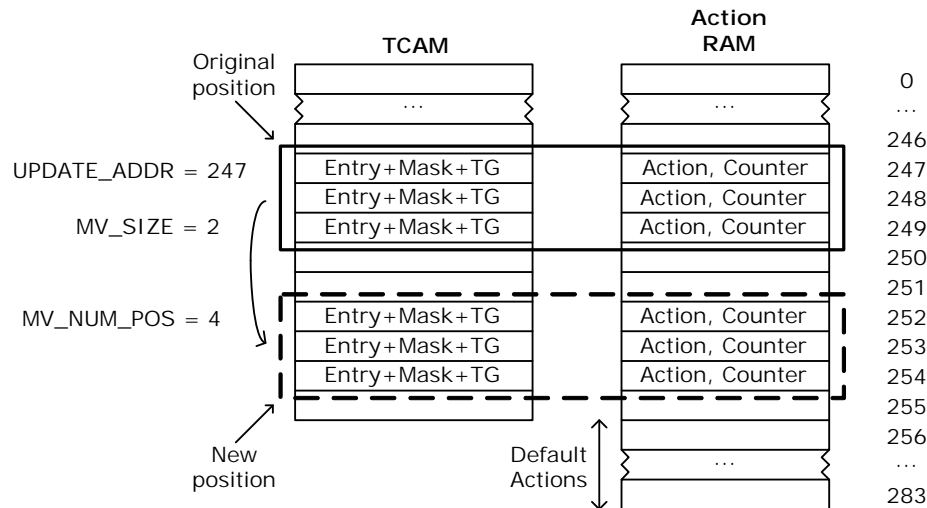 Action
TCAM RAM
Original
position
0
... ... ...
246
UPDATE_ADDR = 247 Entry+Mask+TG Action, Counter 247
Entry+Mask+TG Action, Counter 248
MV_SIZE = 2 Entry+Mask+TG Action, Counter 249
250
251
MV_NUM_POS = 4 Entry+Mask+TG Action, Counter 252
Entry+Mask+TG Action, Counter 253
Entry+Mask+TG Action, Counter 254
255
256
New
position
Default
Actions
... ...
283